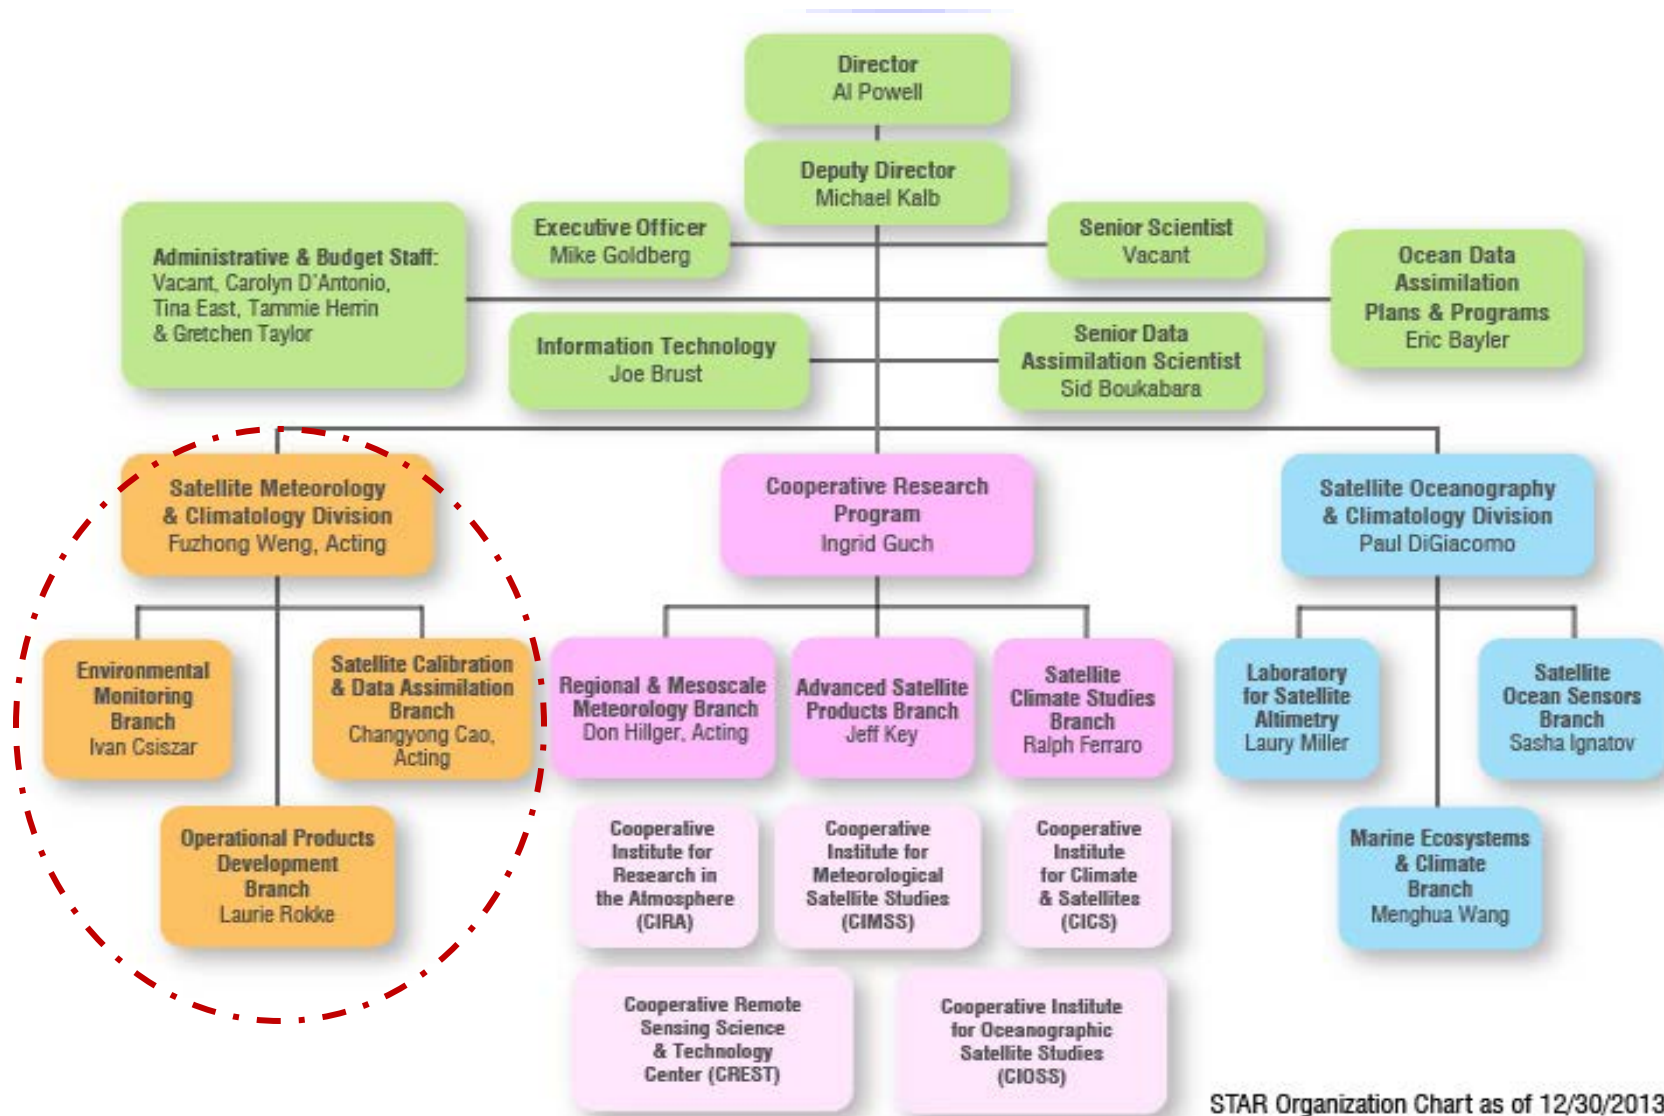 Director
Al Powell
Deputy Director
Michael Kalb
Executive Officer
Mike Goldberg
Senior Scientist
Vacant
Administrative & Budget Staff:
Vacant, Carolyn D'Antonio,
Tina East, Tammie Herrin
& Gretchen Taylor
Ocean Data
Assimilation
Plans & Programs
Eric Bayler
Information Technology
Joe Brust
Senior Data
Assimilation Scientist
Sid Boukabara
Satellite Meteorology
& Climatology Division
Fuzhong Weng, Acting
Cooperative Research
Program
Ingrid Guch
Satellite Oceanography
& Climatology Division
Paul DiGiacomo
Environmental
Monitoring
Branch
Ivan Csiszar
Satellite Calibration
& Data Assimilation
Branch
Changyong Cao,
Acting
Operational Products
Development
Branch
Laurie Rokke
Regional & Mesoscale
Meteorology Branch
Don Hillger, Acting
Advanced Satellite
Products Branch
Jeff Key
Satellite
Climate Studies
Branch
Ralph Ferraro
Laboratory
for Satellite
Altimetry
Laury Miller
Satellite
Ocean Sensors
Branch
Sasha Ignatov
Marine Ecosystems
& Climate
Branch
Menghua Wang
Cooperative
Institute for
Research in
the Atmosphere
(CIRA)
Cooperative
Institute for
Meteorological
Satellite Studies
(CIMSS)
Cooperative
Institute
for Climate
& Satellites
(CICS)
Cooperative Remote
Sensing Science
& Technology
Center (CREST)
Cooperative Institute
for Oceanographic
Satellite Studies
(CIOSS)
STAR Organization Chart as of 12/30/2013